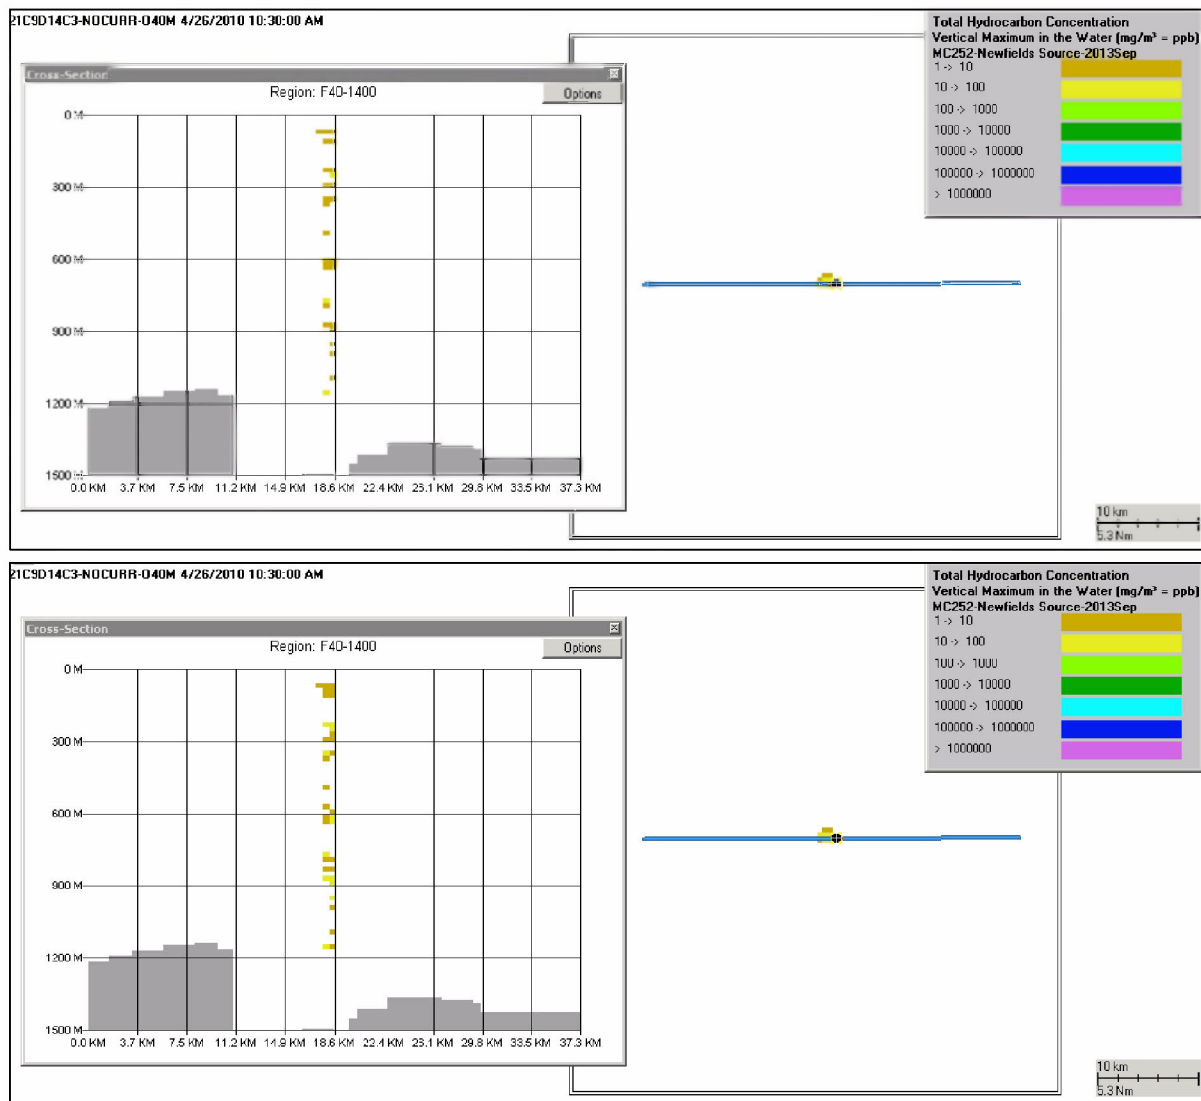 21C9D14C3-NOCURR-O40M 4/26/2010 10:30:00 AM
Total Hydrocarbon Concentration
Vertical Maximum in the Water (mg/m³ = ppb)
MC252-Newfields Source-2013Sep
1 -> 10
10 -> 100
100 -> 1000
1000 -> 10000
10000 -> 100000
100000 -> 1000000
> 1000000
Cross-Section
Region: F40-1400
Options
0 M
300 M
600 M
900 M
1200 M
1500 M
0.0 KM 3.7 KM 7.5 KM 11.2 KM 14.9 KM 18.6 KM 22.4 KM 26.1 KM 29.8 KM 33.5 KM 37.3 KM
10 km
5.3 Nm
21C9D14C3-NOCURR-O40M 4/26/2010 10:30:00 AM
Total Hydrocarbon Concentration
Vertical Maximum in the Water (mg/m³ = ppb)
MC252-Newfields Source-2013Sep
1 -> 10
10 -> 100
100 -> 1000
1000 -> 10000
10000 -> 100000
100000 -> 1000000
> 1000000
Cross-Section
Region: F40-1400
Options
0 M
300 M
600 M
900 M
1200 M
1500 M
0.0 KM 3.7 KM 7.5 KM 11.2 KM 14.9 KM 18.6 KM 22.4 KM 26.1 KM 29.8 KM 33.5 KM 37.3 KM
10 km
5.3 Nm